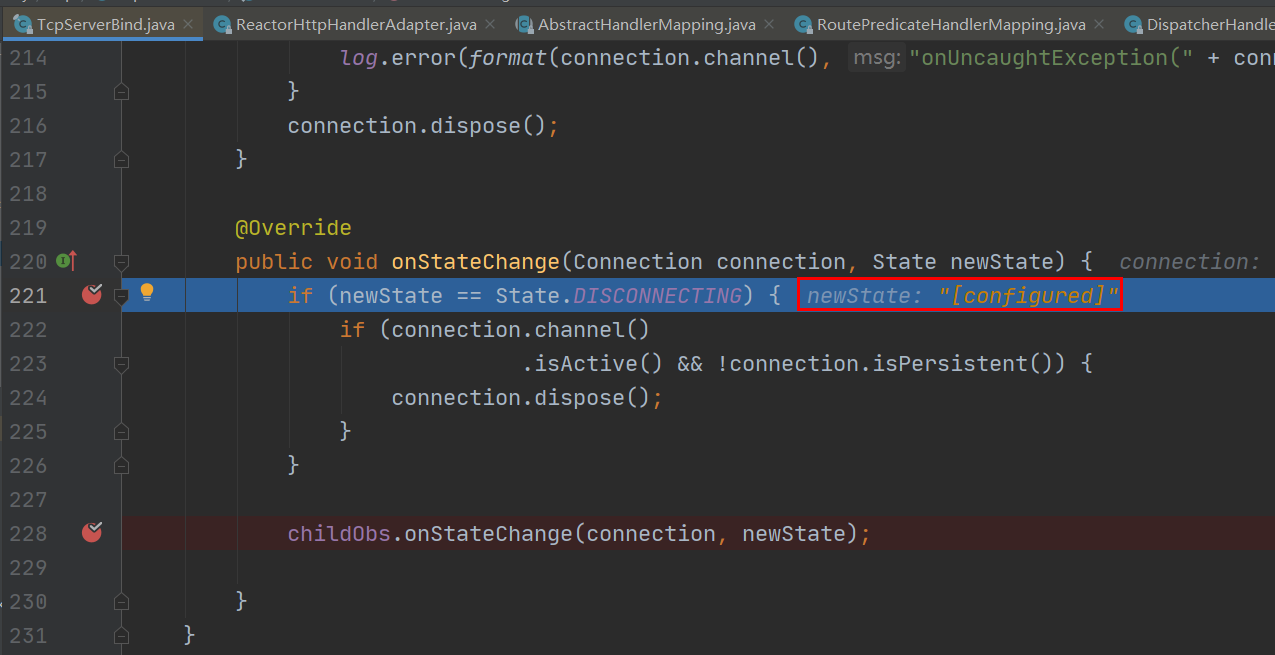 TcpServerBind.java × ReactorHttpHandlerAdapter.java × AbstractHandlerMapping.java × RoutePredicateHandlerMapping.java × DispatcherHandle
214 log.error(format(connection.channel(), msg: "onUncaughtException(" + conn
215 }
216 connection.dispose();
217 }
218
219 @Override
220 public void onStateChange(Connection connection, State newState) { connection:
221 if (newState == State.DISCONNECTING) { newState: "[configured]"
222 if (connection.channel()
223 .isActive() && !connection.isPersistent()) {
224 connection.dispose();
225 }
226 }
227
228 childObs.onStateChange(connection, newState);
229
230 }
231 }